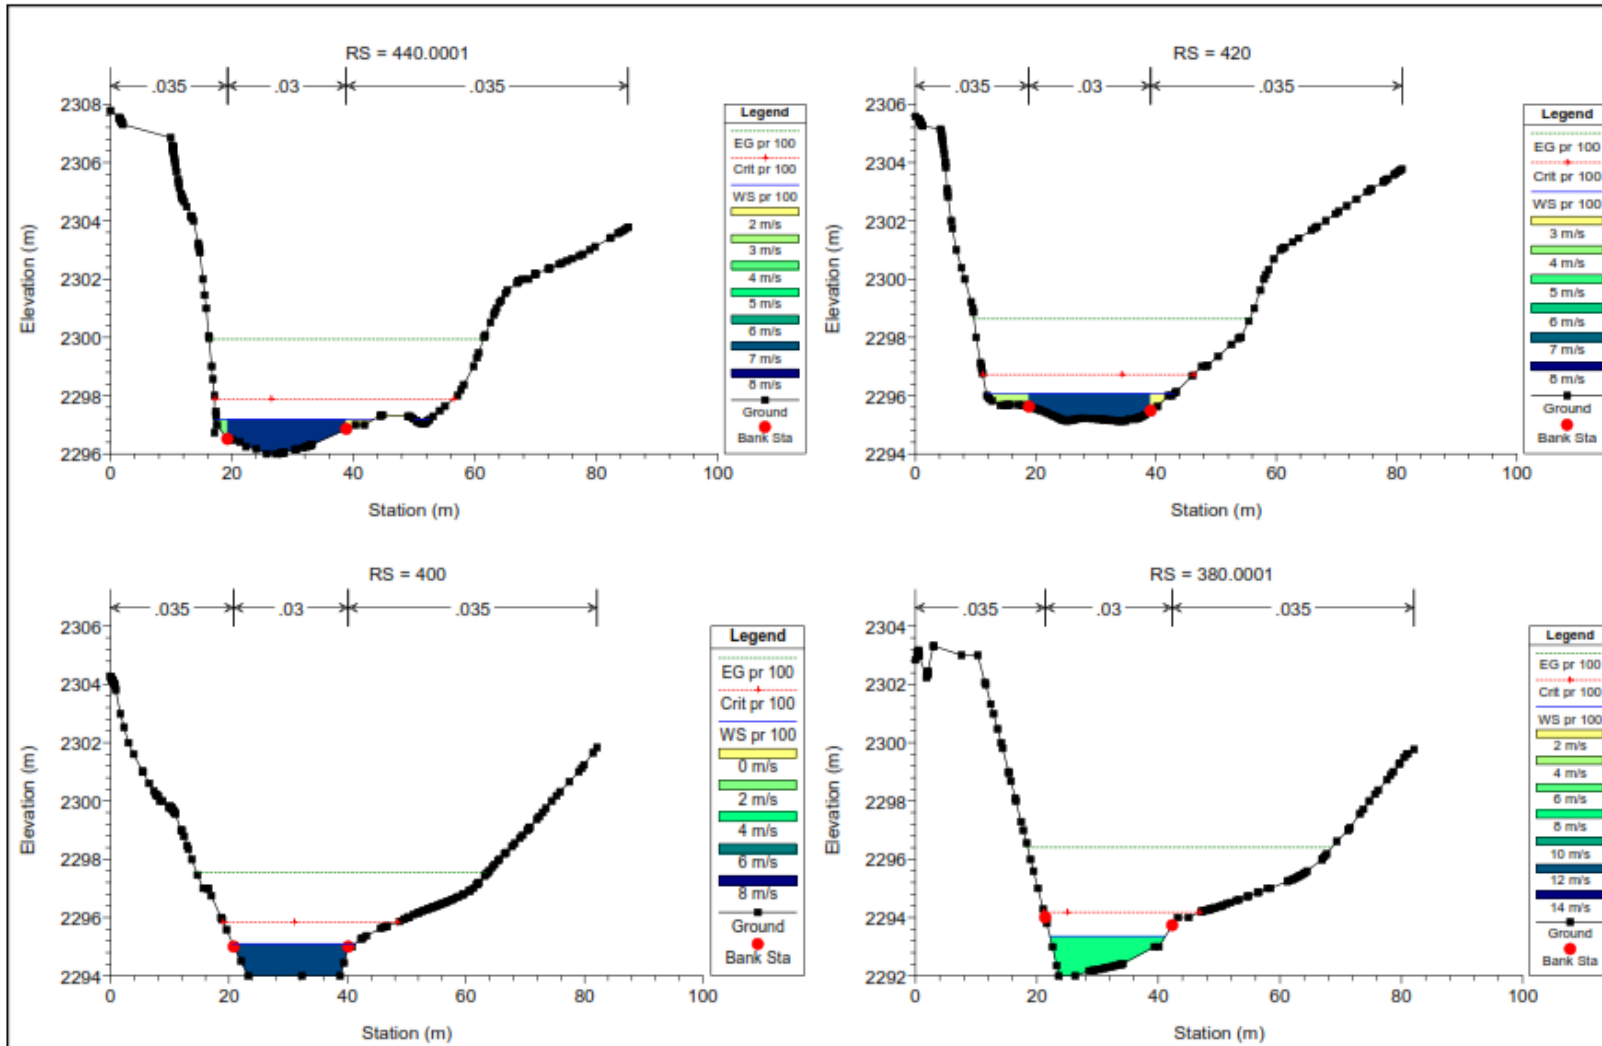 RS = 440.0001
.035 .03 .035
2308
2306
2304
2302
2300
2298
2296
Elevation (m)
0 20 40 60 80 100
Station (m)
Legend
EG pr 100
Crit pr 100
WS pr 100
2 m/s
3 m/s
4 m/s
5 m/s
6 m/s
7 m/s
8 m/s
Ground
Bank Sta
RS = 420
.035 .03 .035
2306
2304
2302
2300
2298
2296
2294
Elevation (m)
0 20 40 60 80 100
Station (m)
Legend
EG pr 100
Crit pr 100
WS pr 100
3 m/s
4 m/s
5 m/s
6 m/s
7 m/s
8 m/s
Ground
Bank Sta
RS = 400
.035 .03 .035
2306
2304
2302
2300
2298
2296
2294
Elevation (m)
0 20 40 60 80 100
Station (m)
Legend
EG pr 100
Crit pr 100
WS pr 100
0 m/s
2 m/s
4 m/s
6 m/s
8 m/s
Ground
Bank Sta
RS = 380.0001
.035 .03 .035
2304
2302
2300
2298
2296
2294
2292
Elevation (m)
0 20 40 60 80 100
Station (m)
Legend
EG pr 100
Crit pr 100
WS pr 100
2 m/s
4 m/s
6 m/s
8 m/s
10 m/s
12 m/s
14 m/s
Ground
Bank Sta